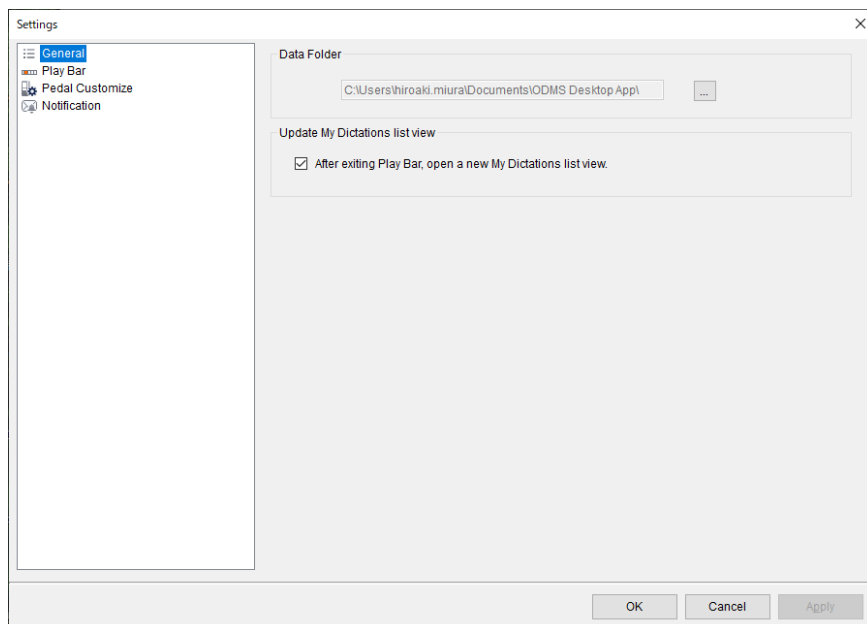 Settings
General
Play Bar
Pedal Customize
Notification
Data Folder
C:\Users\hiroaki.miura\Documents\ODMS Desktop App\
...
Update My Dictations list view
After exiting Play Bar, open a new My Dictations list view.
OK
Cancel
Apply